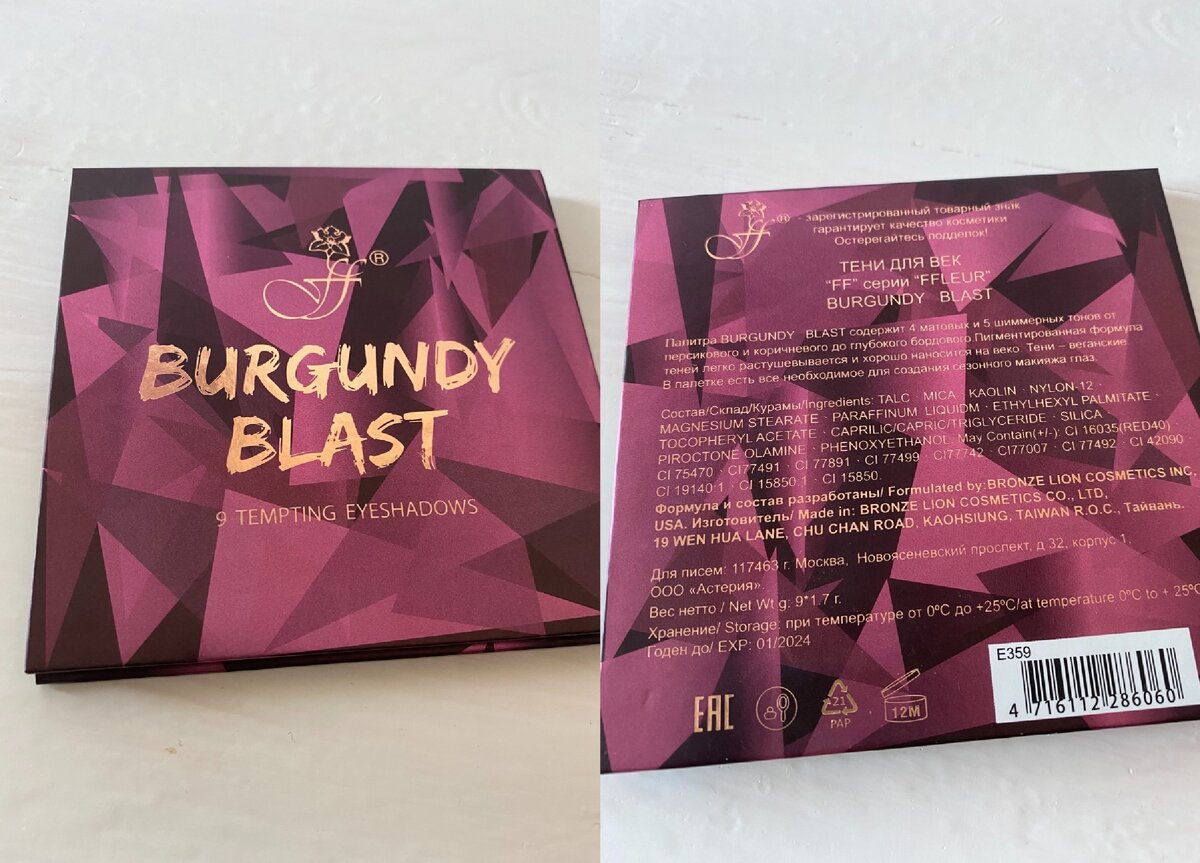 ff®
BURGUNDY
BLAST
9 TEMPTING EYESHADOWS
ff® - зарегистрированный товарный знак
гарантирует качество косметики
Остерегайтесь подделок!
ТЕНИ ДЛЯ ВЕК
"FF" серии "FFLEUR"
BURGUNDY BLAST
Палитра BURGUNDY BLAST содержит 4 матовых и 5 шиммерных тонов от
персикового и коричневого до глубокого бордового.Пигментированная формула
теней легко растушевывается и хорошо наносится на веко. Тени – веганские.
В палетке есть все необходимое для создания сезонного макияжа глаз.
Состав/Склад/Курамы/Ingredients: TALC · MICA · KAOLIN · NYLON-12 ·
MAGNESIUM STEARATE · PARAFFINUM LIQUIDM · ETHYLHEXYL PALMITATE ·
TOCOPHERYL ACETATE · CAPRILIC/CAPRIC/TRIGLYCERIDE · SILICA ·
PIROCTONE OLAMINE · PHENOXYETHANOL. May Contain(+/-): CI 16035(RED40)
· CI 75470 · CI77491 · CI 77891 · CI 77499 · CI77742 · CI77007 · CI 77492 · CI 42090 ·
CI 19140:1 · CI 15850:1 · CI 15850.
Формула и состав разработаны/ Formulated by:BRONZE LION COSMETICS INC.
USA. Изготовитель/ Made in: BRONZE LION COSMETICS CO., LTD,
19 WEN HUA LANE, CHU CHAN ROAD, KAOHSIUNG, TAIWAN R.O.C., Тайвань.
Для писем: 117463 г. Москва, Новоясеневский проспект, д 32, корпус 1,
ООО «Астерия».
Вес нетто / Net Wt g: 9*1.7 г.
Хранение/ Storage: при температуре от 0ºC до +25ºC/at temperature 0ºC to + 25ºC
Годен до/ EXP: 01/2024
E359
4 716112 286060
EAC
21
PAP
12M